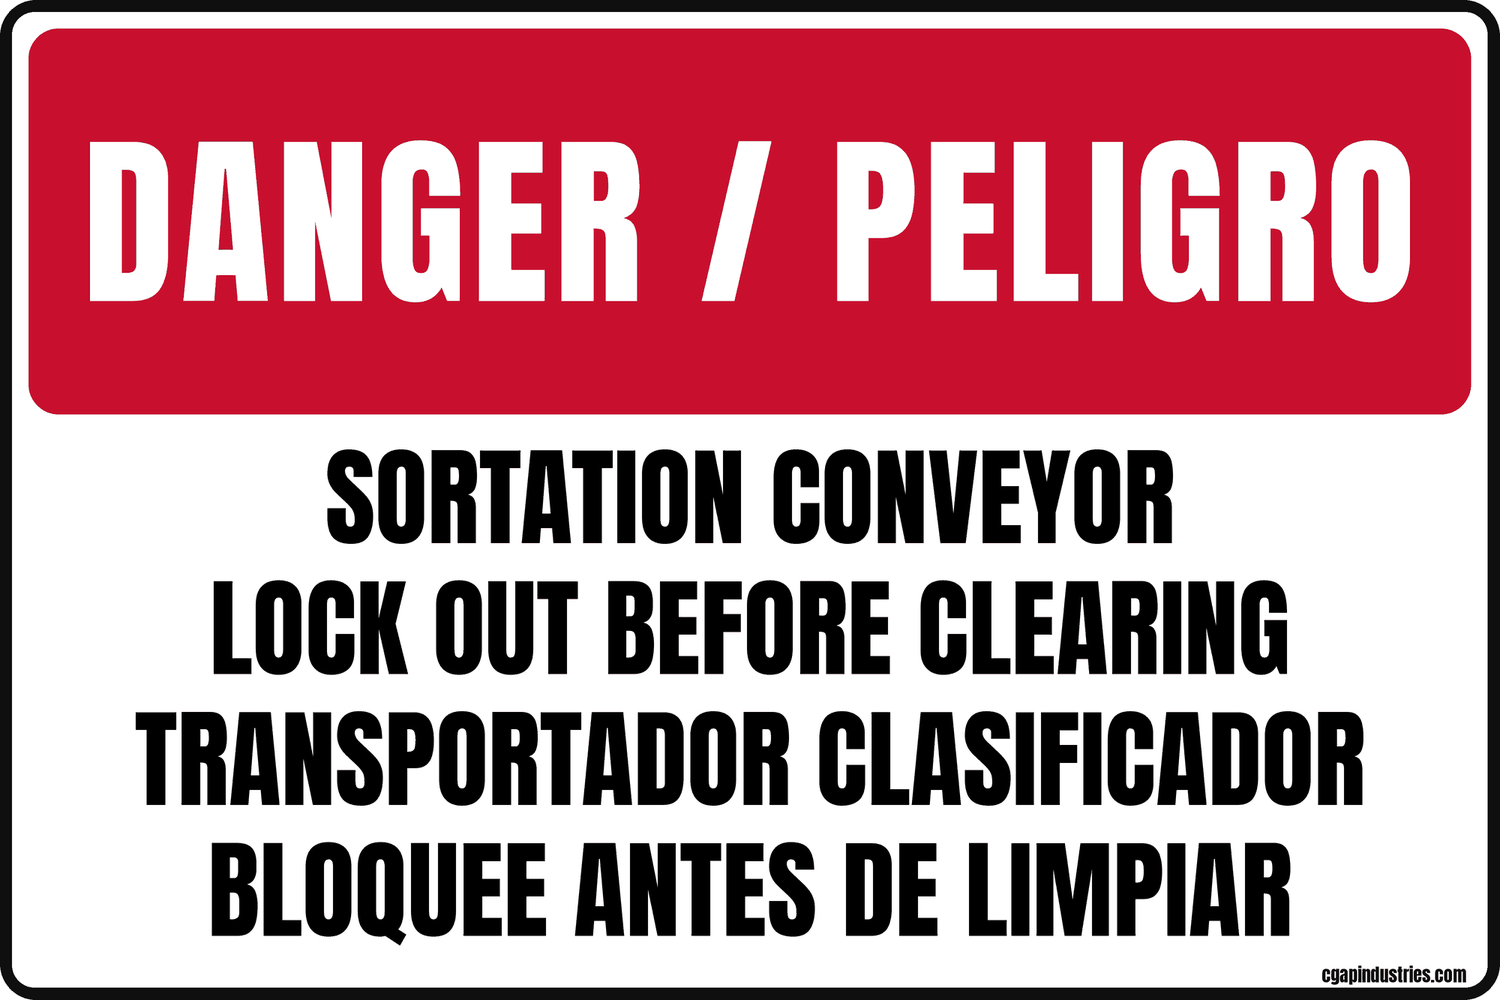 DANGER / PELIGRO
SORTATION CONVEYOR
LOCK OUT BEFORE CLEARING
TRANSPORTADOR CLASIFICADOR
BLOQUEE ANTES DE LIMPIAR
cgapindustries.com